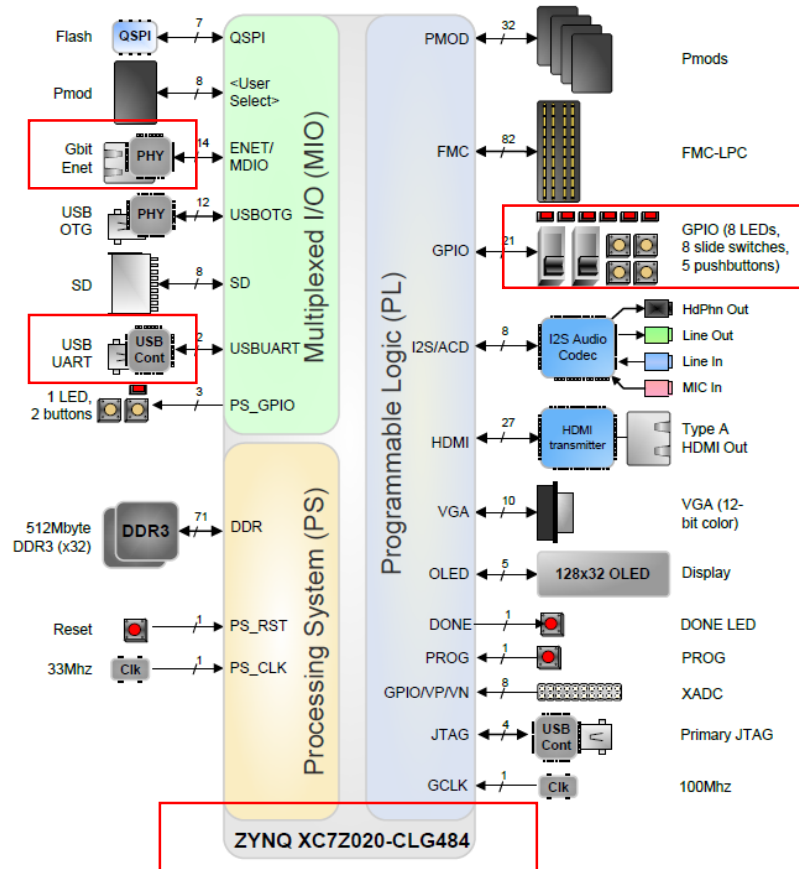 Flash
QSPI
7
QSPI
Pmod
8
<User
Select>
Gbit
Enet
PHY
14
ENET/
MDIO
USB
OTG
PHY
12
USBOTG
SD
8
SD
USB
UART
USB
Cont
2
USBUART
1 LED,
2 buttons
3
PS_GPIO
Multiplexed I/O (MIO)
512Mbyte
DDR3 (x32)
DDR3
71
DDR
Reset
1
PS_RST
33Mhz
Clk
1
PS_CLK
Processing System (PS)
Programmable Logic (PL)
PMOD
32
Pmods
FMC
82
FMC-LPC
GPIO
21
GPIO (8 LEDs,
8 slide switches,
5 pushbuttons)
I2S/ACD
8
I2S Audio
Codec
HdPhn Out
Line Out
Line In
MIC In
HDMI
27
HDMI
transmitter
Type A
HDMI Out
VGA
10
VGA (12-
bit color)
OLED
5
128x32 OLED
Display
DONE
1
DONE LED
PROG
1
PROG
GPIO/VP/VN
8
XADC
JTAG
4
USB
Cont
Primary JTAG
GCLK
1
Clk
100Mhz
ZYNQ XC7Z020-CLG484